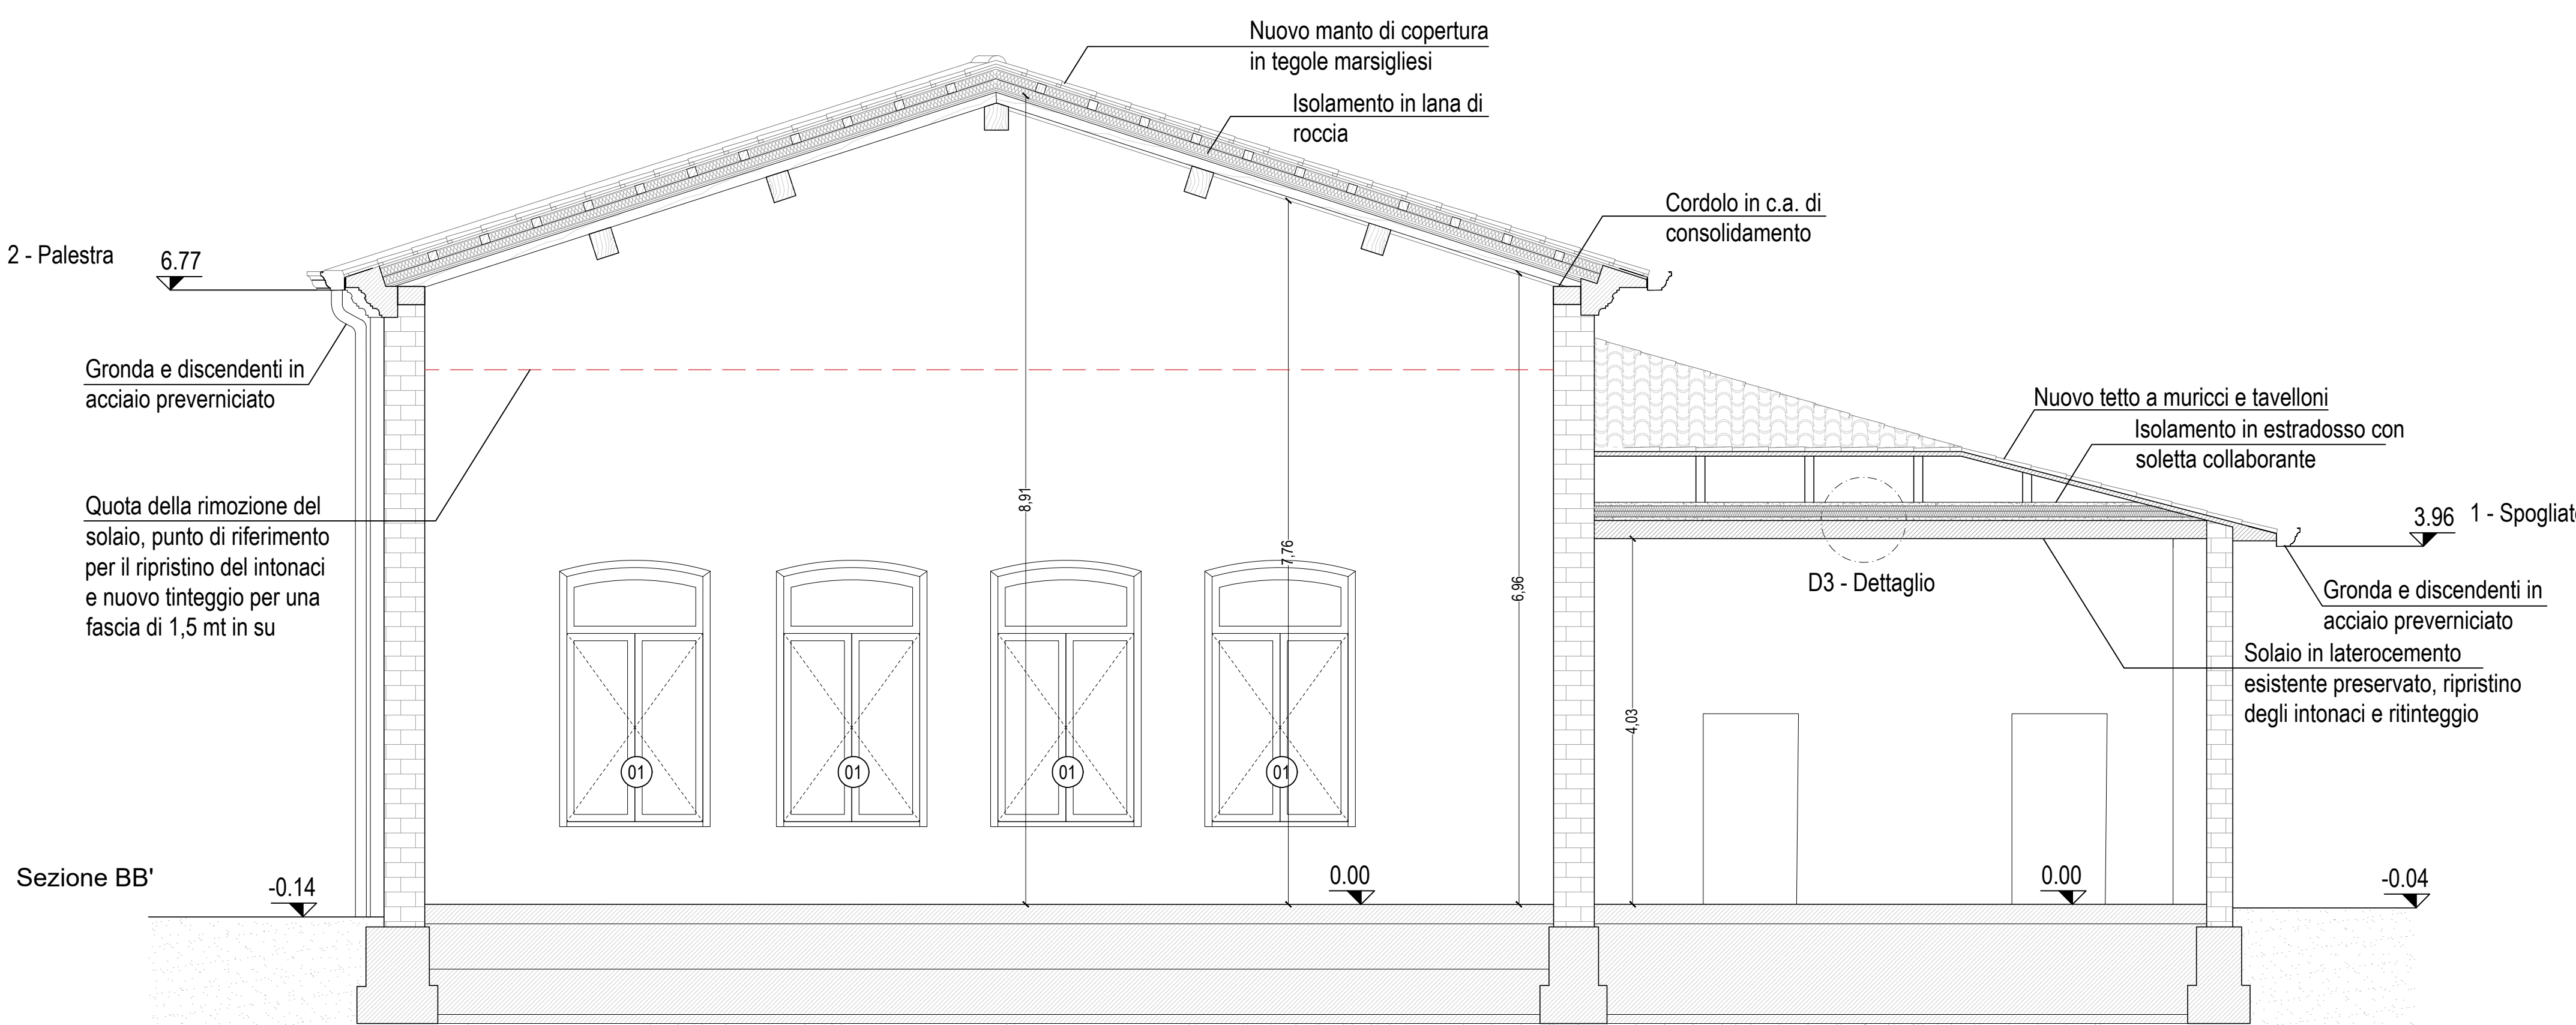 Nuovo manto di copertura
in tegole marsigliesi
Isolamento in lana di
roccia
Cordolo in c.a. di
consolidamento
2 - Palestra
6.77
Gronda e discendenti in
acciaio preverniciato
Nuovo tetto a muricci e tavelloni
Isolamento in estradosso con
soletta collaborante
Quota della rimozione del
solaio, punto di riferimento
per il ripristino del intonaci
e nuovo tinteggio per una
fascia di 1,5 mt in su
8,91
7,76
6,96
3.96
1 - Spogliat
D3 - Dettaglio
Gronda e discendenti in
acciaio preverniciato
Solaio in laterocemento
esistente preservato, ripristino
degli intonaci e ritinteggio
4,03
01
01
01
01
Sezione BB'
-0.14
0.00
0.00
-0.04